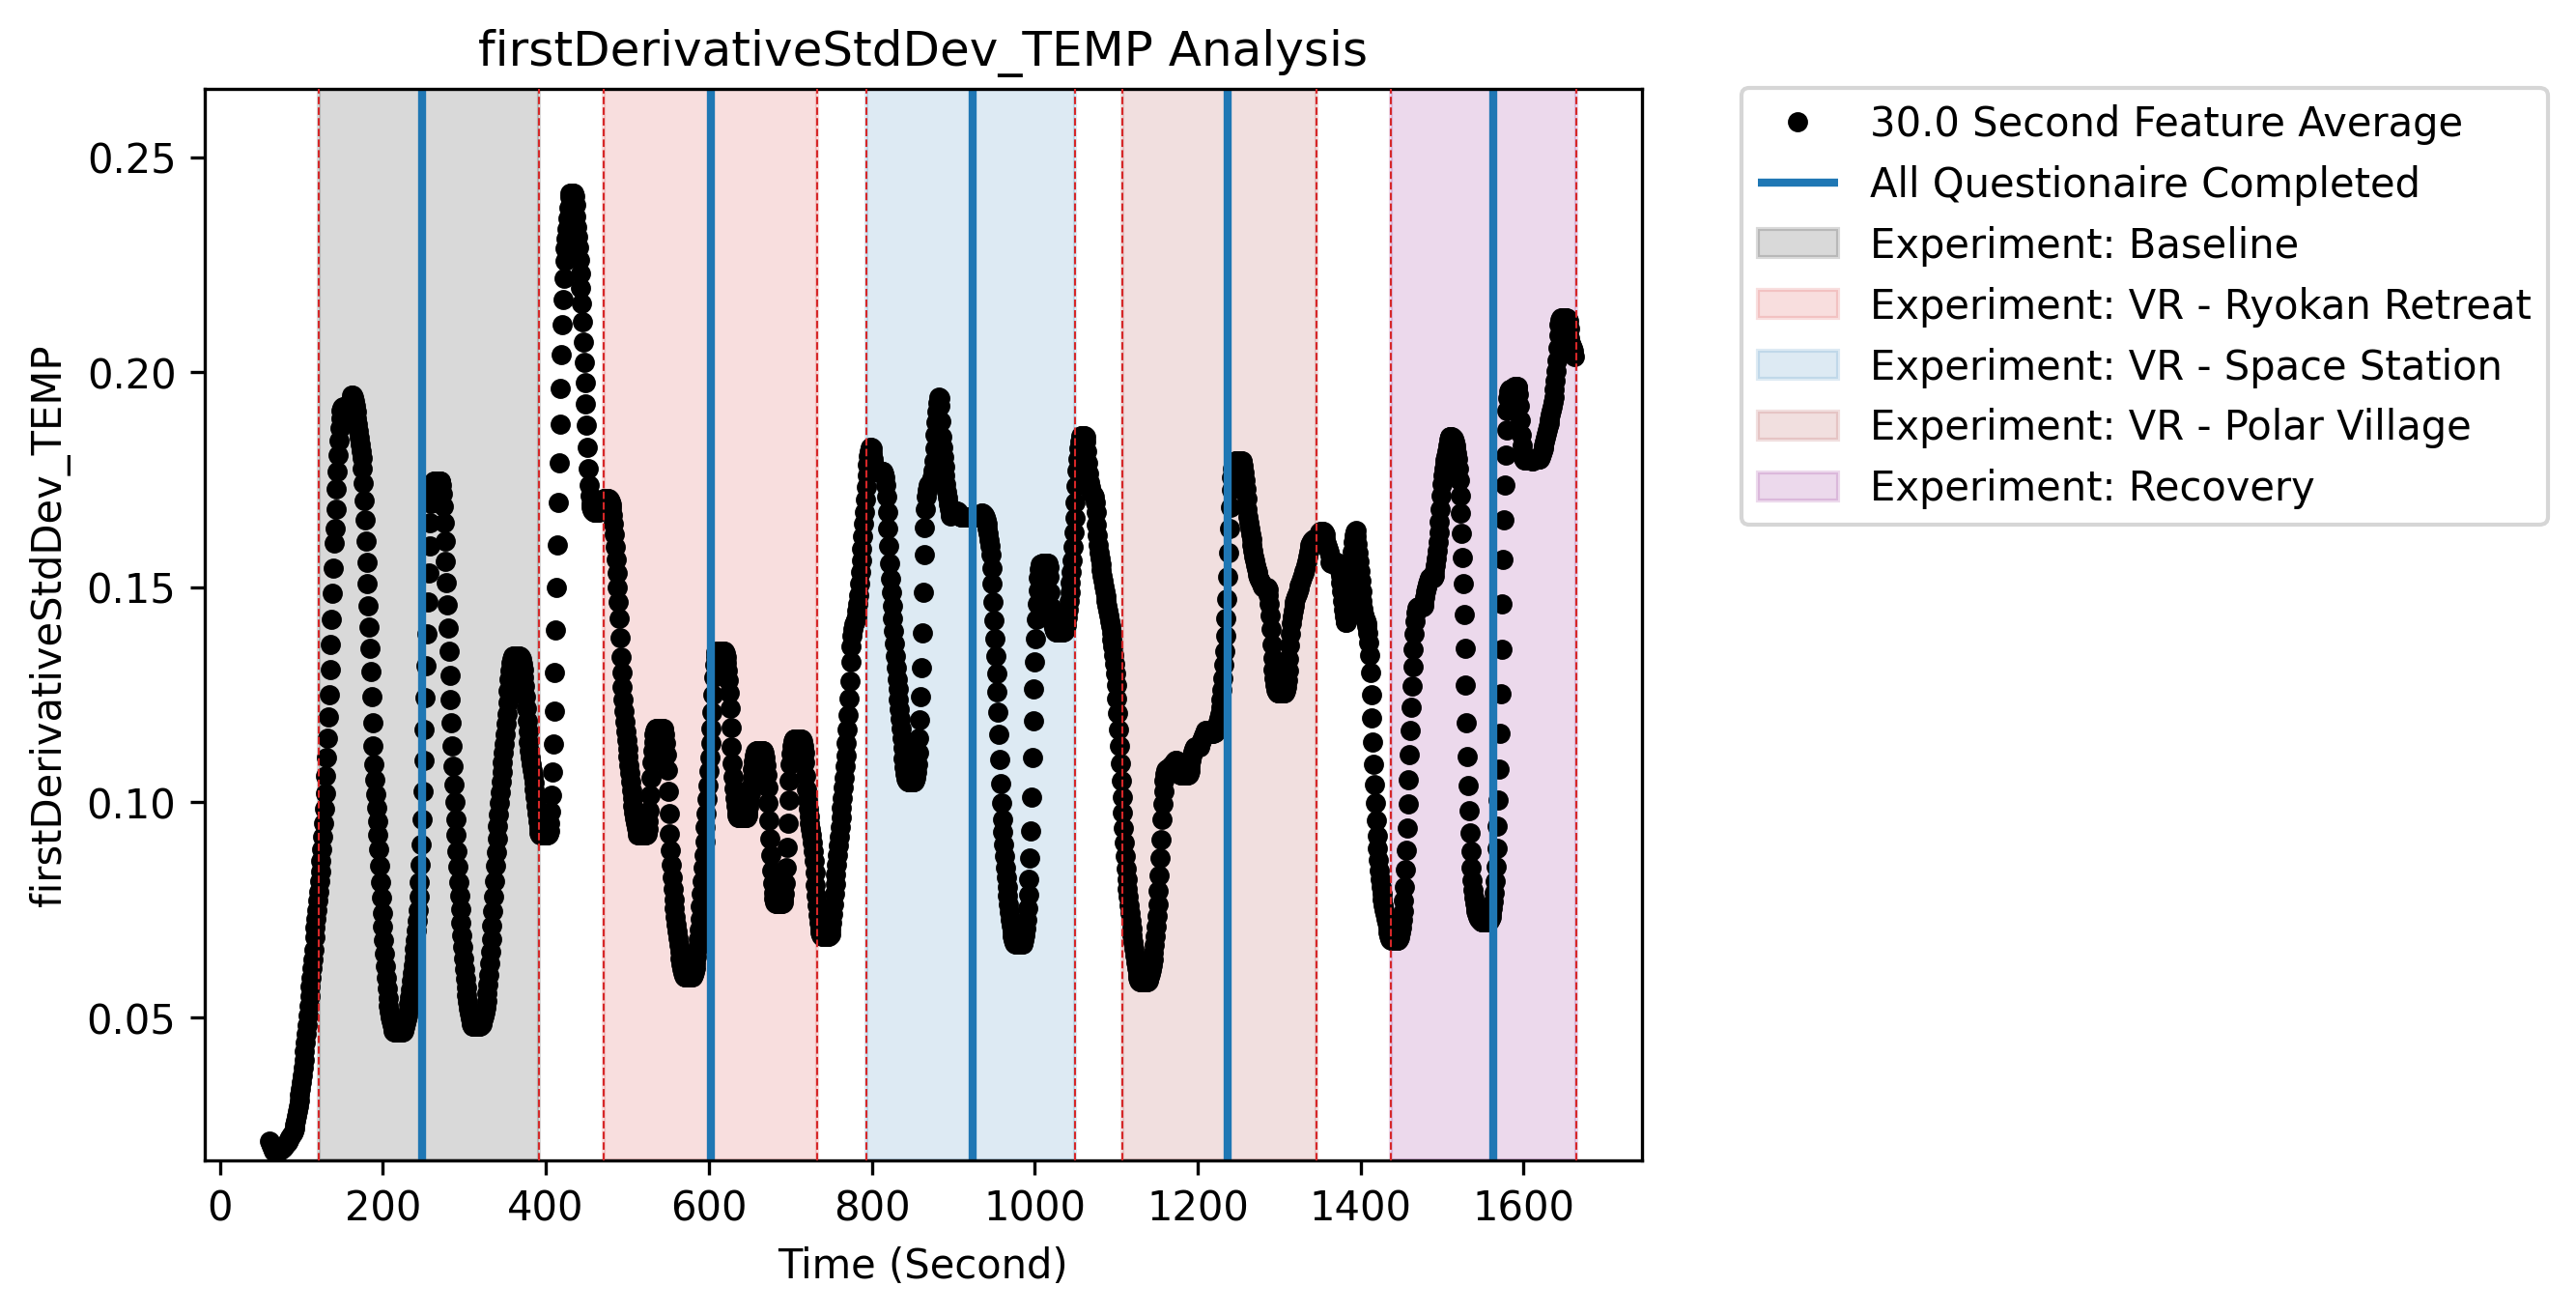 firstDerivativeStdDev_TEMP Analysis
firstDerivativeStdDev_TEMP
0.25
0.20
0.15
0.10
0.05
0 200 400 600 800 1000 1200 1400 1600
Time (Second)
30.0 Second Feature Average
All Questionaire Completed
Experiment: Baseline
Experiment: VR - Ryokan Retreat
Experiment: VR - Space Station
Experiment: VR - Polar Village
Experiment: Recovery